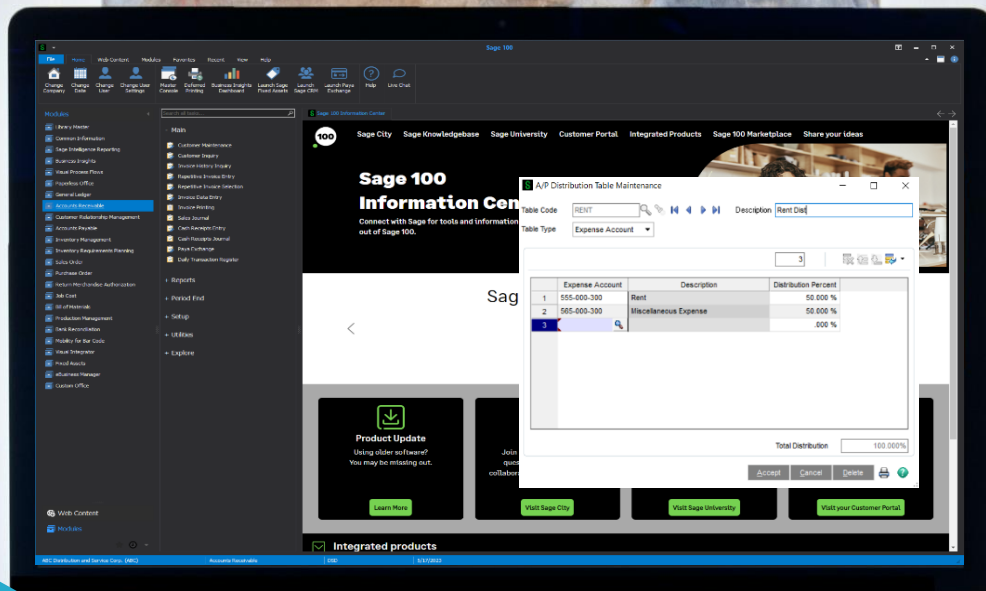 S
Sage 100
File Home Web Content Modules Favorites Recent View Help
Change Company
Change Date
Change User
Change User Settings
Master Console
Deferred Printing
Business Insights Dashboard
Launch Sage Fixed Assets
Launch Sage CRM
Launch Paya Exchange
Help
Live Chat
Modules
Library Master
Common Information
Sage Intelligence Reporting
Business Insights
Visual Process Flows
Paperless Office
General Ledger
Accounts Receivable
Customer Relationship Management
Accounts Payable
Inventory Management
Inventory Requirements Planning
Sales Order
Purchase Order
Return Merchandise Authorization
Job Cost
Bill of Materials
Production Management
Bank Reconciliation
Mobility for Bar Code
Visual Integrator
Fixed Assets
eBusiness Manager
Custom Office
Web Content
Modules
Main
Customer Maintenance
Customer Inquiry
Invoice History Inquiry
Repetitive Invoice Entry
Repetitive Invoice Selection
Invoice Data Entry
Invoice Printing
Sales Journal
Cash Receipts Entry
Cash Receipts Journal
Paya Exchange
Daily Transaction Register
+ Reports
+ Period End
+ Setup
+ Utilities
+ Explore
S Sage 100 Information Center
100 Sage City Sage Knowledgebase Sage University Customer Portal Integrated Products Sage 100 Marketplace Share your ideas
Sage 100
Information Cen
Connect with Sage for tools and information
out of Sage 100.
Sag
S A/P Distribution Table Maintenance
Table Code RENT Description Rent Dist
Table Type Expense Account
3
Expense Account Description Distribution Percent
1 555-000-300 Rent 50.000 %
2 565-000-300 Miscellaneous Expense 50.000 %
3 .000 %
Total Distribution 100.000%
Accept Cancel Delete
Product Update
Using older software?
You may be missing out.
Learn More
Join
ques
collabor
Visit Sage City
Visit Sage University
Visit your Customer Portal
Integrated products
ABC Distribution and Service Corp. (ABC) Accounts Receivable 5/17/2023